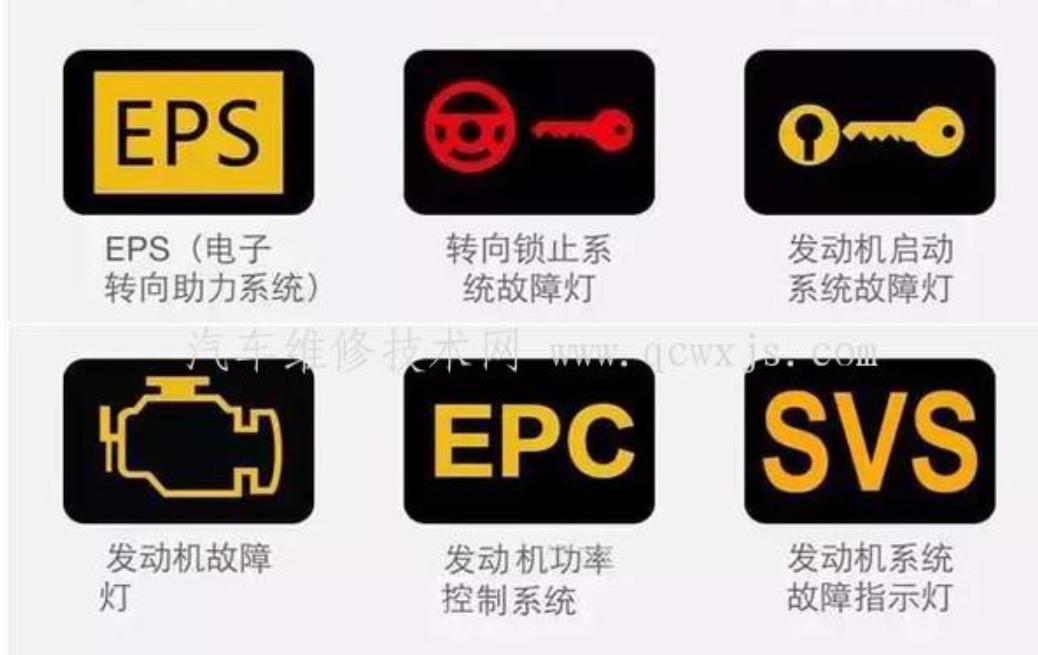 EPS
EPS（电子
转向助力系统）
转向锁止系
统故障灯
发动机启动
系统故障灯
汽车维修技术网 www.qcwxjs.com
发动机故障
灯
EPC
发动机功率
控制系统
SVS
发动机系统
故障指示灯